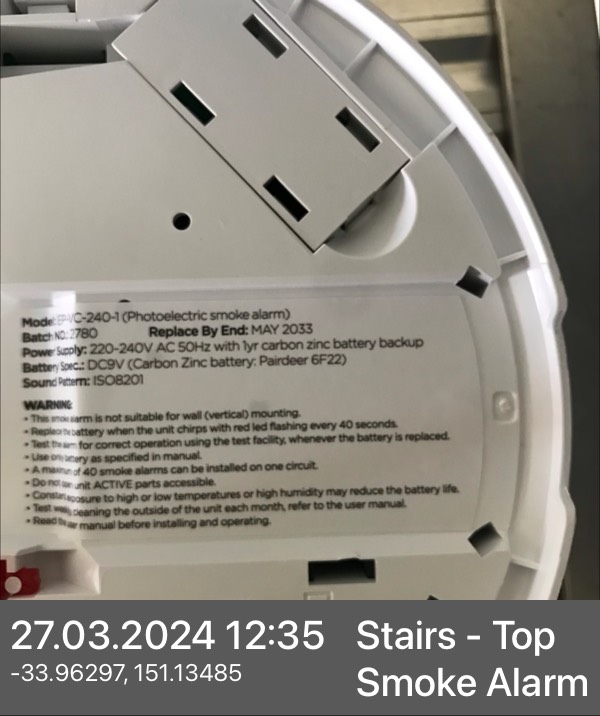 Model: PVC-240-1 (Photoelectric smoke alarm)
Batch NO.: 2780 Replace By End: MAY 2033
Power Supply: 220-240V AC 50Hz with 1yr carbon zinc battery backup
Battery Spec.: DC9V (Carbon Zinc battery: Pairdeer 6F22)
Sound Pattern: ISO8201
WARNING
• This smoke alarm is not suitable for wall (vertical) mounting.
• Replace the battery when the unit chirps with red led flashing every 40 seconds.
• Test the alarm for correct operation using the test facility, whenever the battery is replaced.
• Use only battery as specified in manual.
• A maximum of 40 smoke alarms can be installed on one circuit.
• Do not make unit ACTIVE parts accessible.
• Constant exposure to high or low temperatures or high humidity may reduce the battery life.
• Test weekly, cleaning the outside of the unit each month, refer to the user manual.
• Read the user manual before installing and operating.
27.03.2024 12:35
-33.96297, 151.13485
Stairs - Top
Smoke Alarm